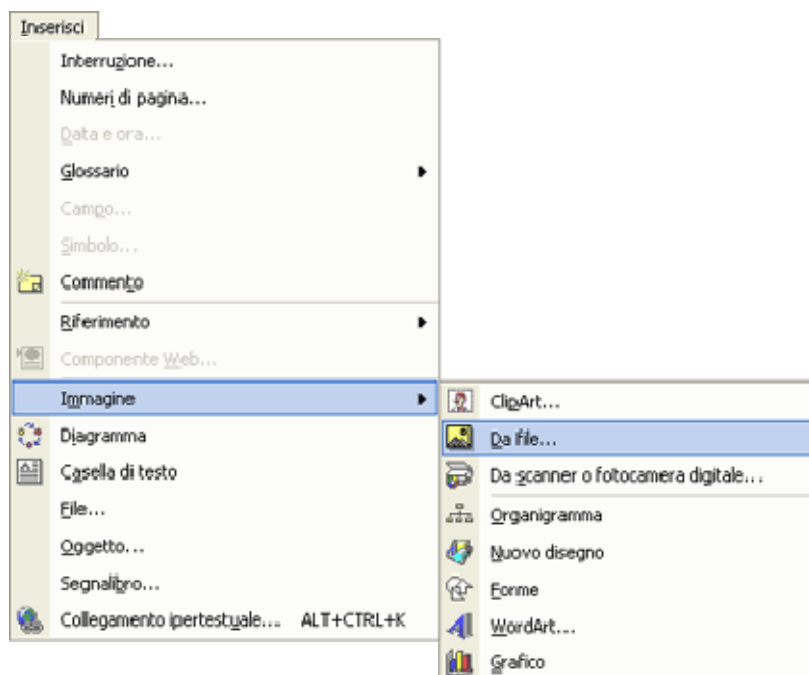 Inserisci
Interruzione...
Numeri di pagina...
Data e ora...
Glossario
Campo...
Simbolo...
Commento
Riferimento
Componente Web...
Immagine
Diagramma
Casella di testo
File...
Oggetto...
Segnalibro...
Collegamento ipertestuale... ALT+CTRL+K
ClipArt...
Da file...
Da scanner o fotocamera digitale...
Organigramma
Nuovo disegno
Forme
WordArt...
Grafico